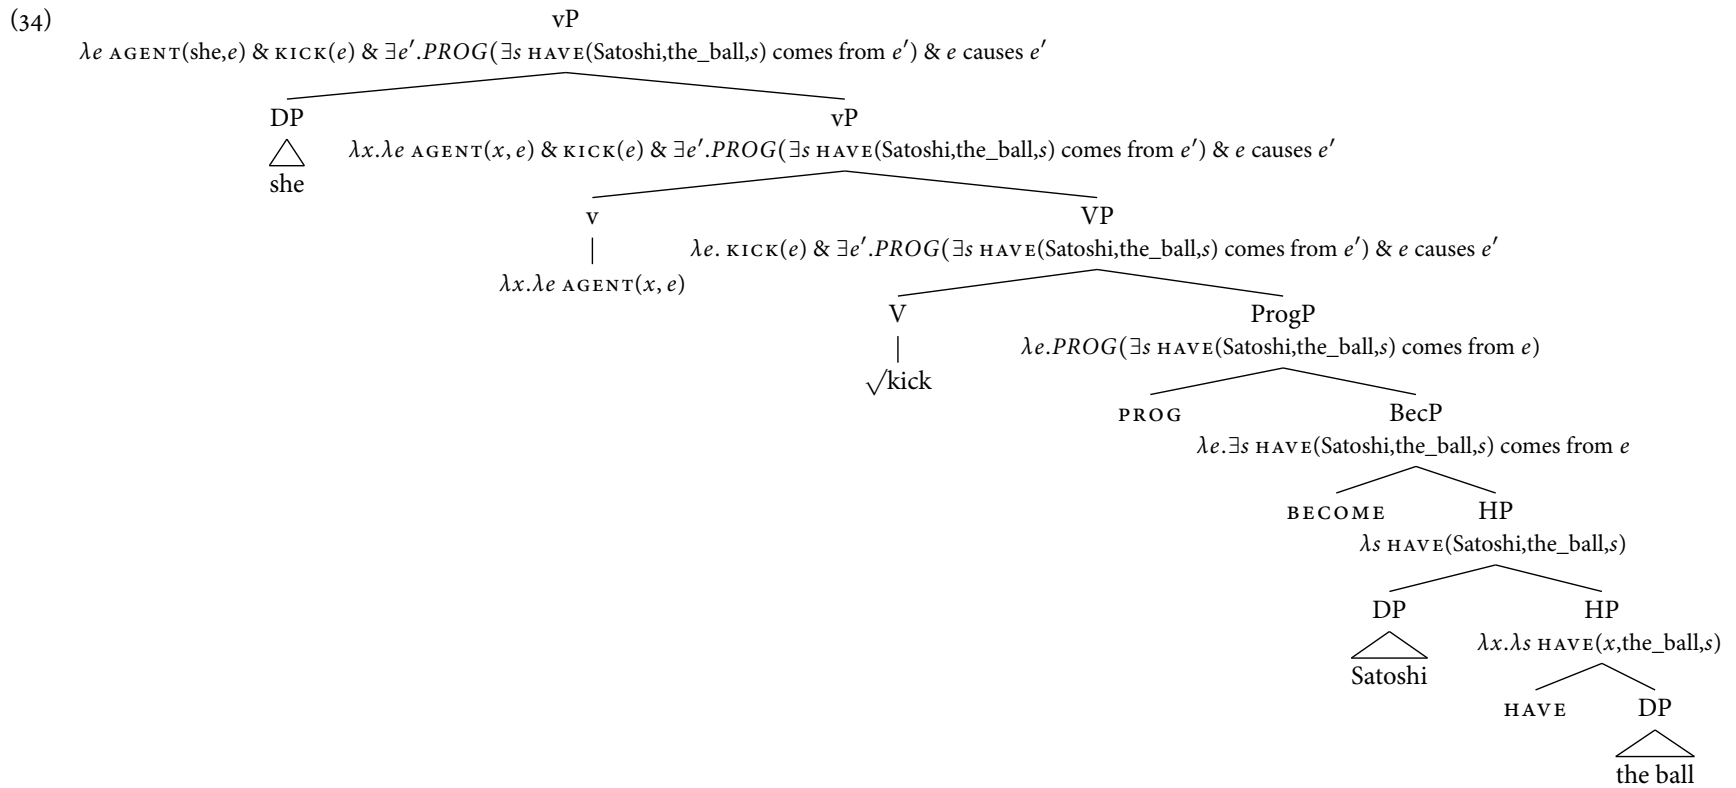 (34) vP
λe AGENT(she,e) & KICK(e) & ∃e′.PROG(∃s HAVE(Satoshi,the_ball,s) comes from e′) & e causes e′
DP vP
λx.λe AGENT(x, e) & KICK(e) & ∃e′.PROG(∃s HAVE(Satoshi,the_ball,s) comes from e′) & e causes e′
she
v VP
λe. KICK(e) & ∃e′.PROG(∃s HAVE(Satoshi,the_ball,s) comes from e′) & e causes e′
λx.λe AGENT(x, e)
V ProgP
λe.PROG(∃s HAVE(Satoshi,the_ball,s) comes from e)
√kick
PROG BecP
λe.∃s HAVE(Satoshi,the_ball,s) comes from e
BECOME HP
λs HAVE(Satoshi,the_ball,s)
DP HP
λx.λs HAVE(x,the_ball,s)
Satoshi
HAVE DP
the ball